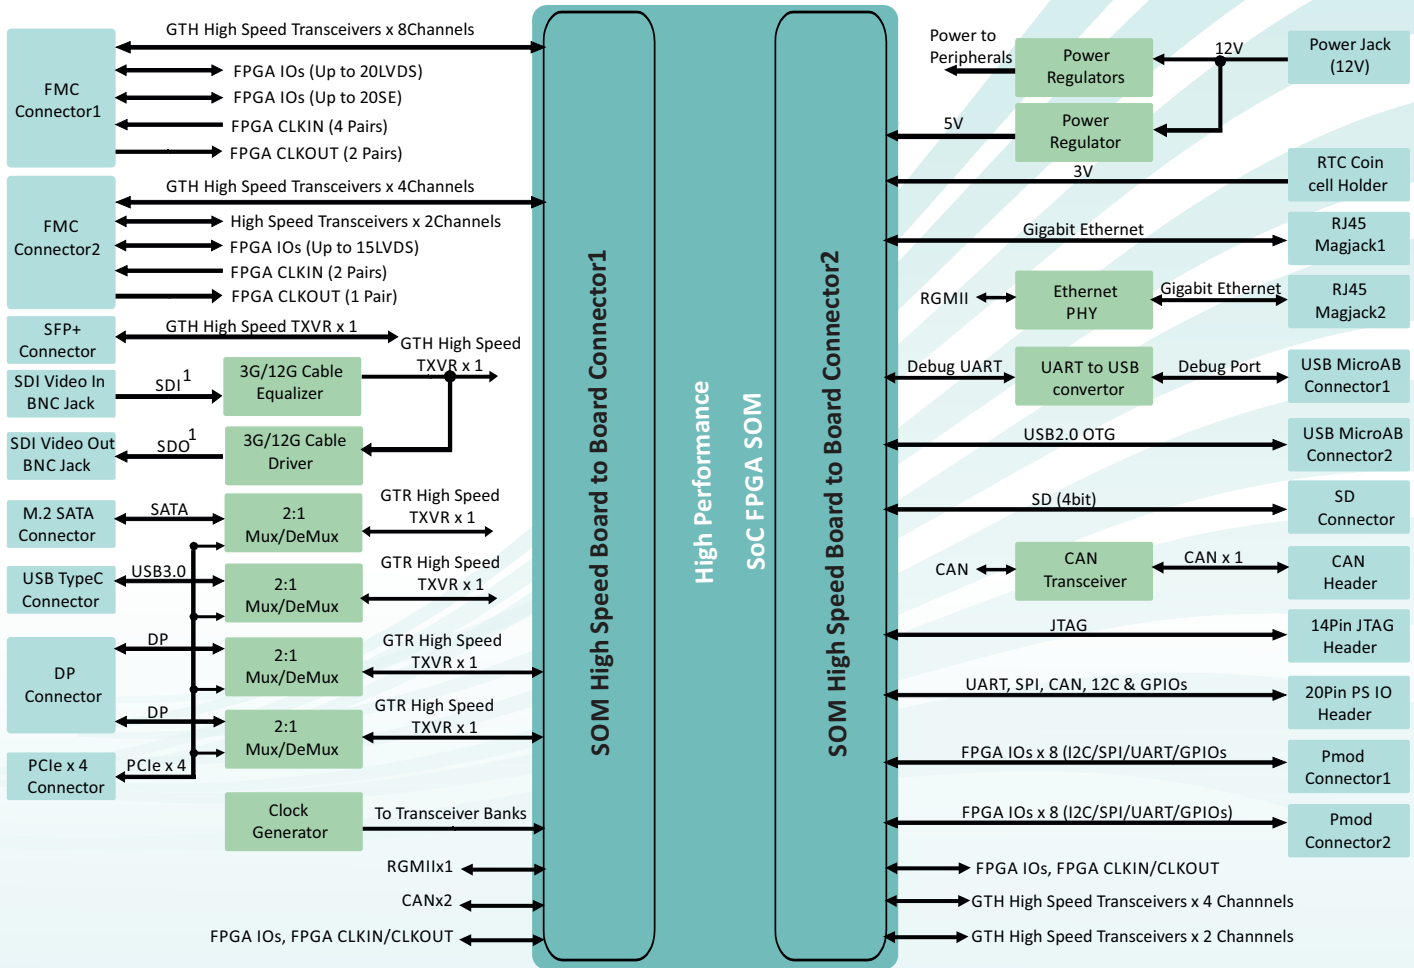 GTH High Speed Transceivers x 8Channels
FMC
Connector1
FPGA IOs (Up to 20LVDS)
FPGA IOs (Up to 20SE)
FPGA CLKIN (4 Pairs)
FPGA CLKOUT (2 Pairs)
GTH High Speed Transceivers x 4Channels
FMC
Connector2
High Speed Transceivers x 2Channels
FPGA IOs (Up to 15LVDS)
FPGA CLKIN (2 Pairs)
FPGA CLKOUT (1 Pair)
SFP+
Connector
GTH High Speed TXVR x 1
GTH High Speed
TXVR x 1
SDI Video In
BNC Jack
SDI1
3G/12G Cable
Equalizer
SDI Video Out
BNC Jack
SDO1
3G/12G Cable
Driver
M.2 SATA
Connector
SATA
2:1
Mux/DeMux
GTR High Speed
TXVR x 1
USB TypeC
Connector
USB3.0
2:1
Mux/DeMux
GTR High Speed
TXVR x 1
DP
Connector
DP
2:1
Mux/DeMux
GTR High Speed
TXVR x 1
DP
2:1
Mux/DeMux
GTR High Speed
TXVR x 1
PCIe x 4
Connector
PCIe x 4
Clock
Generator
To Transceiver Banks
RGMIIx1
CANx2
FPGA IOs, FPGA CLKIN/CLKOUT
SOM High Speed Board to Board Connector1
High Performance
SoC FPGA SOM
SOM High Speed Board to Board Connector2
Power to
Peripherals
Power
Regulators
12V
Power Jack
(12V)
5V
Power
Regulator
3V
RTC Coin
cell Holder
Gigabit Ethernet
RJ45
Magjack1
RGMII
Ethernet
PHY
Gigabit Ethernet
RJ45
Magjack2
Debug UART
UART to USB
convertor
Debug Port
USB MicroAB
Connector1
USB2.0 OTG
USB MicroAB
Connector2
SD (4bit)
SD
Connector
CAN
CAN
Transceiver
CAN x 1
CAN
Header
JTAG
14Pin JTAG
Header
UART, SPI, CAN, 12C & GPIOs
20Pin PS IO
Header
FPGA IOs x 8 (I2C/SPI/UART/GPIOs
Pmod
Connector1
FPGA IOs x 8 (I2C/SPI/UART/GPIOs)
Pmod
Connector2
FPGA IOs, FPGA CLKIN/CLKOUT
GTH High Speed Transceivers x 4 Channnels
GTH High Speed Transceivers x 2 Channnels